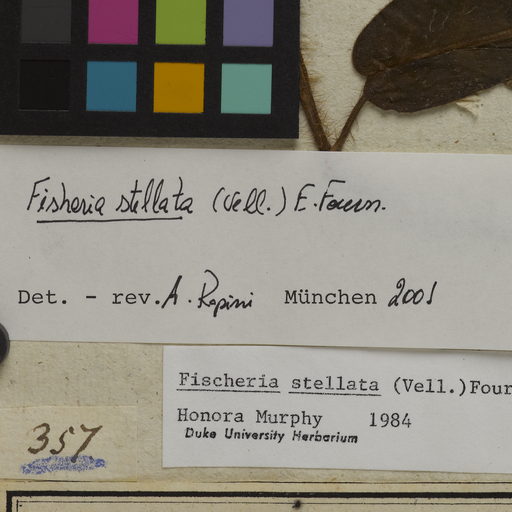 Fisheria stellata (Vell.) E. Fourn.
Det. - rev. A. Rapini München 2001
Fischeria stellata (Vell.) Four
Honora Murphy 1984
Duke University Herbarium
357